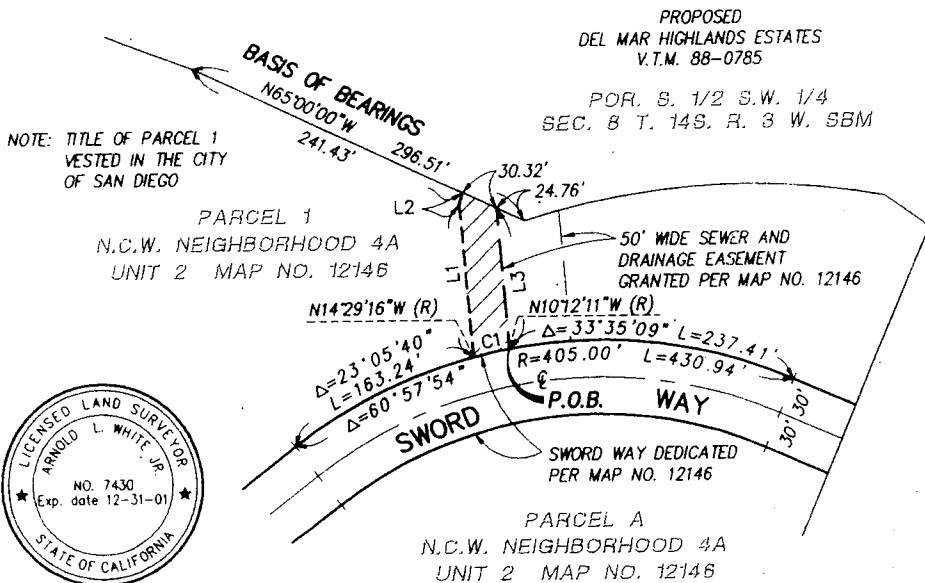 PROPOSED
DEL MAR HIGHLANDS ESTATES
V.T.M. 88-0785
POR. S. 1/2 S.W. 1/4
SEC. 8 T. 14S. R. 3 W. SBM
BASIS OF BEARINGS
N65°00'00"W
241.43'
296.51'
NOTE: TITLE OF PARCEL 1
VESTED IN THE CITY
OF SAN DIEGO
30.32'
24.76'
L2
PARCEL 1
N.C.W. NEIGHBORHOOD 4A
UNIT 2 MAP NO. 12146
L1
L3
50' WIDE SEWER AND
DRAINAGE EASEMENT
GRANTED PER MAP NO. 12146
N14°29'16"W (R)
N10°12'11"W (R)
C1
Δ=33°35'09" L=237.41'
R=405.00' L=430.94'
Δ=23°05'40"
L=163.24'
Δ=60°57'54"
℄
P.O.B.
SWORD WAY
30' 30'
30'
SWORD WAY DEDICATED
PER MAP NO. 12146
LICENSED LAND SURVEYOR
ARNOLD L. WHITE JR.
NO. 7430
Exp. date 12-31-01
STATE OF CALIFORNIA
PARCEL A
N.C.W. NEIGHBORHOOD 4A
UNIT 2 MAP NO. 12146